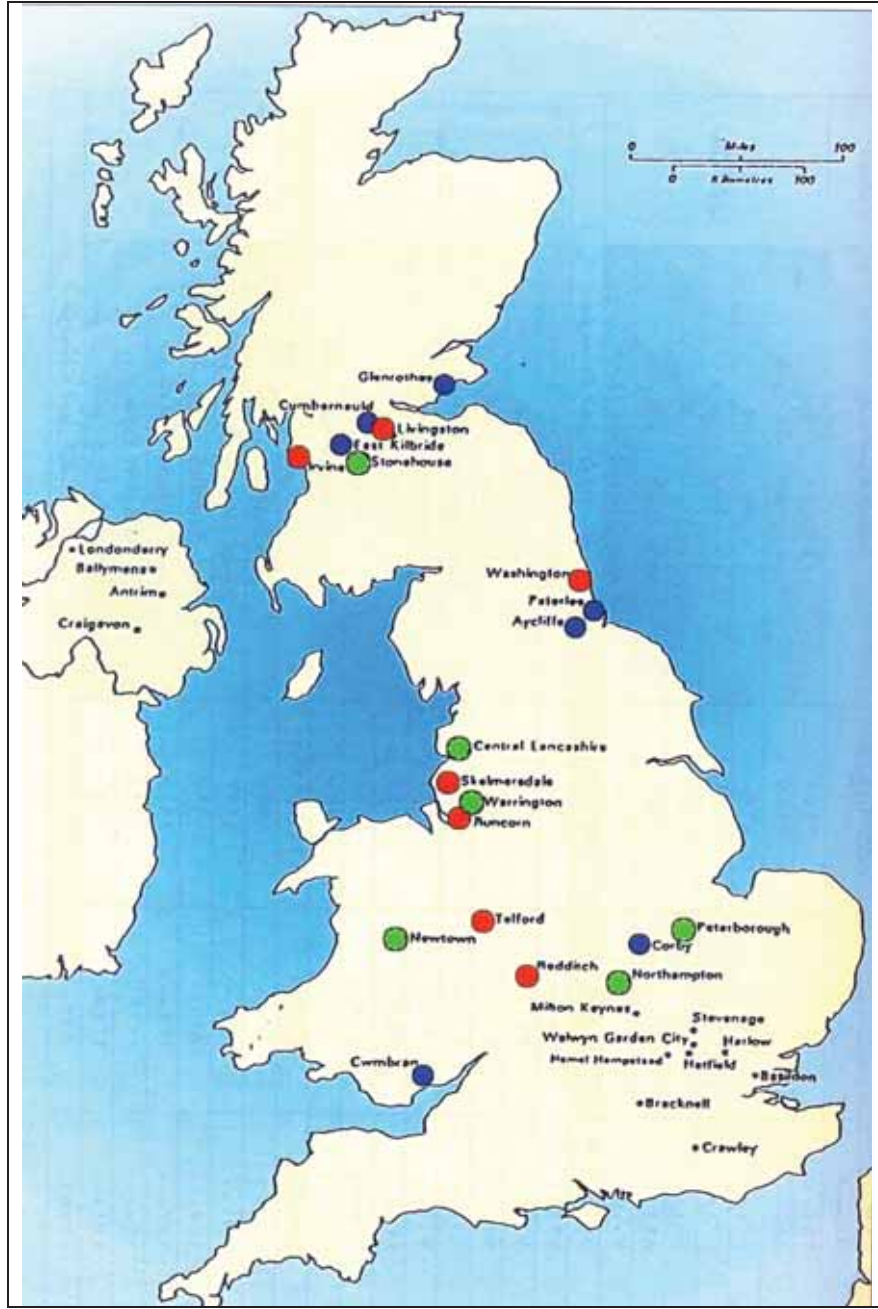 0 Miles 100
0 Kilometres 100
Glenrothes
Cumbernauld
Livingston
East Kilbride
Irvine
Stonehouse
Londonderry
Ballymena
Antrim
Craigavon
Washington
Peterlee
Aycliffe
Central Lancashire
Skelmersdale
Warrington
Runcorn
Telford
Newtown
Peterborough
Corby
Redditch
Northampton
Milton Keynes
Stevenage
Welwyn Garden City
Harlow
Hemel Hempstead
Hatfield
Basildon
Cwmbran
Bracknell
Crawley